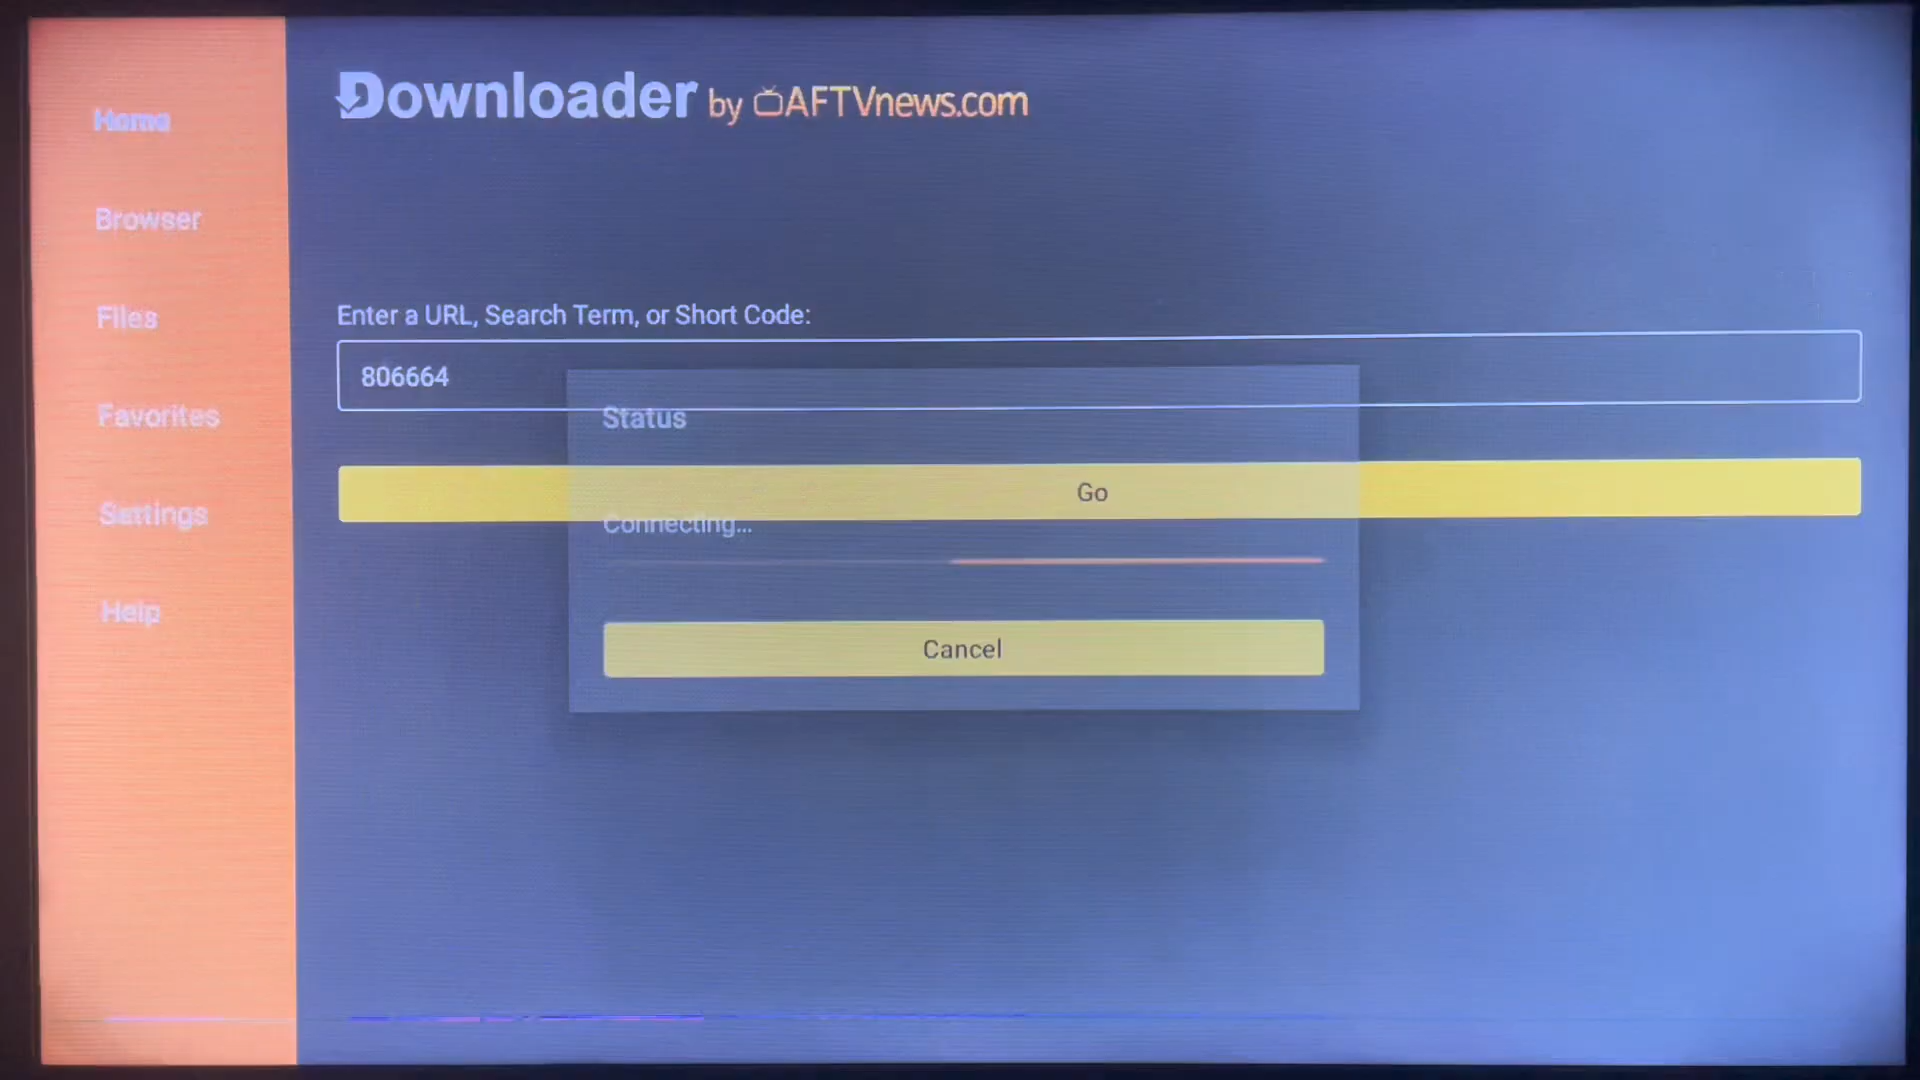 Downloader by AFTVnews.com
Home
Browser
Files
Favorites
Settings
Help
Enter a URL, Search Term, or Short Code:
806664
Status
Go
Connecting...
Cancel